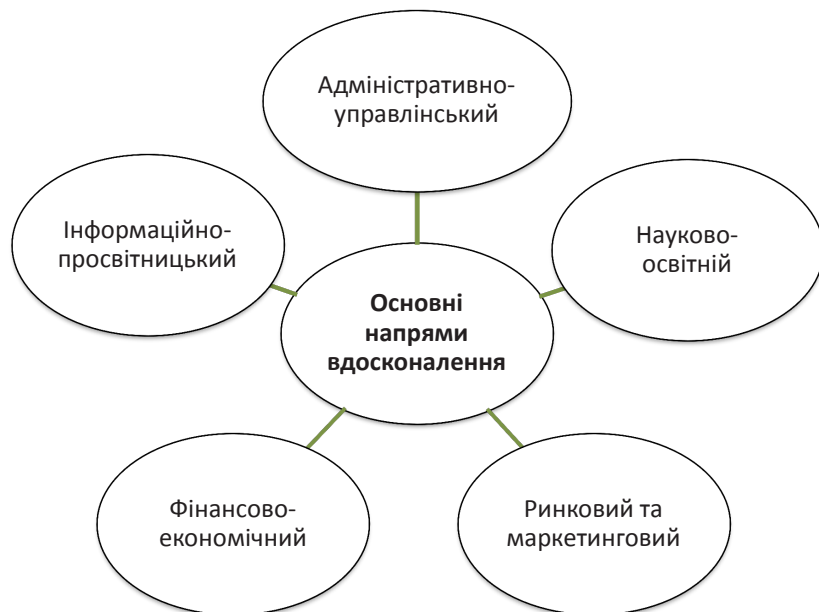 Адміністративно-
управлінський
Інформаційно-
просвітницький
Науково-
освітній
Основні
напрями
вдосконалення
Фінансово-
економічний
Ринковий та
маркетинговий